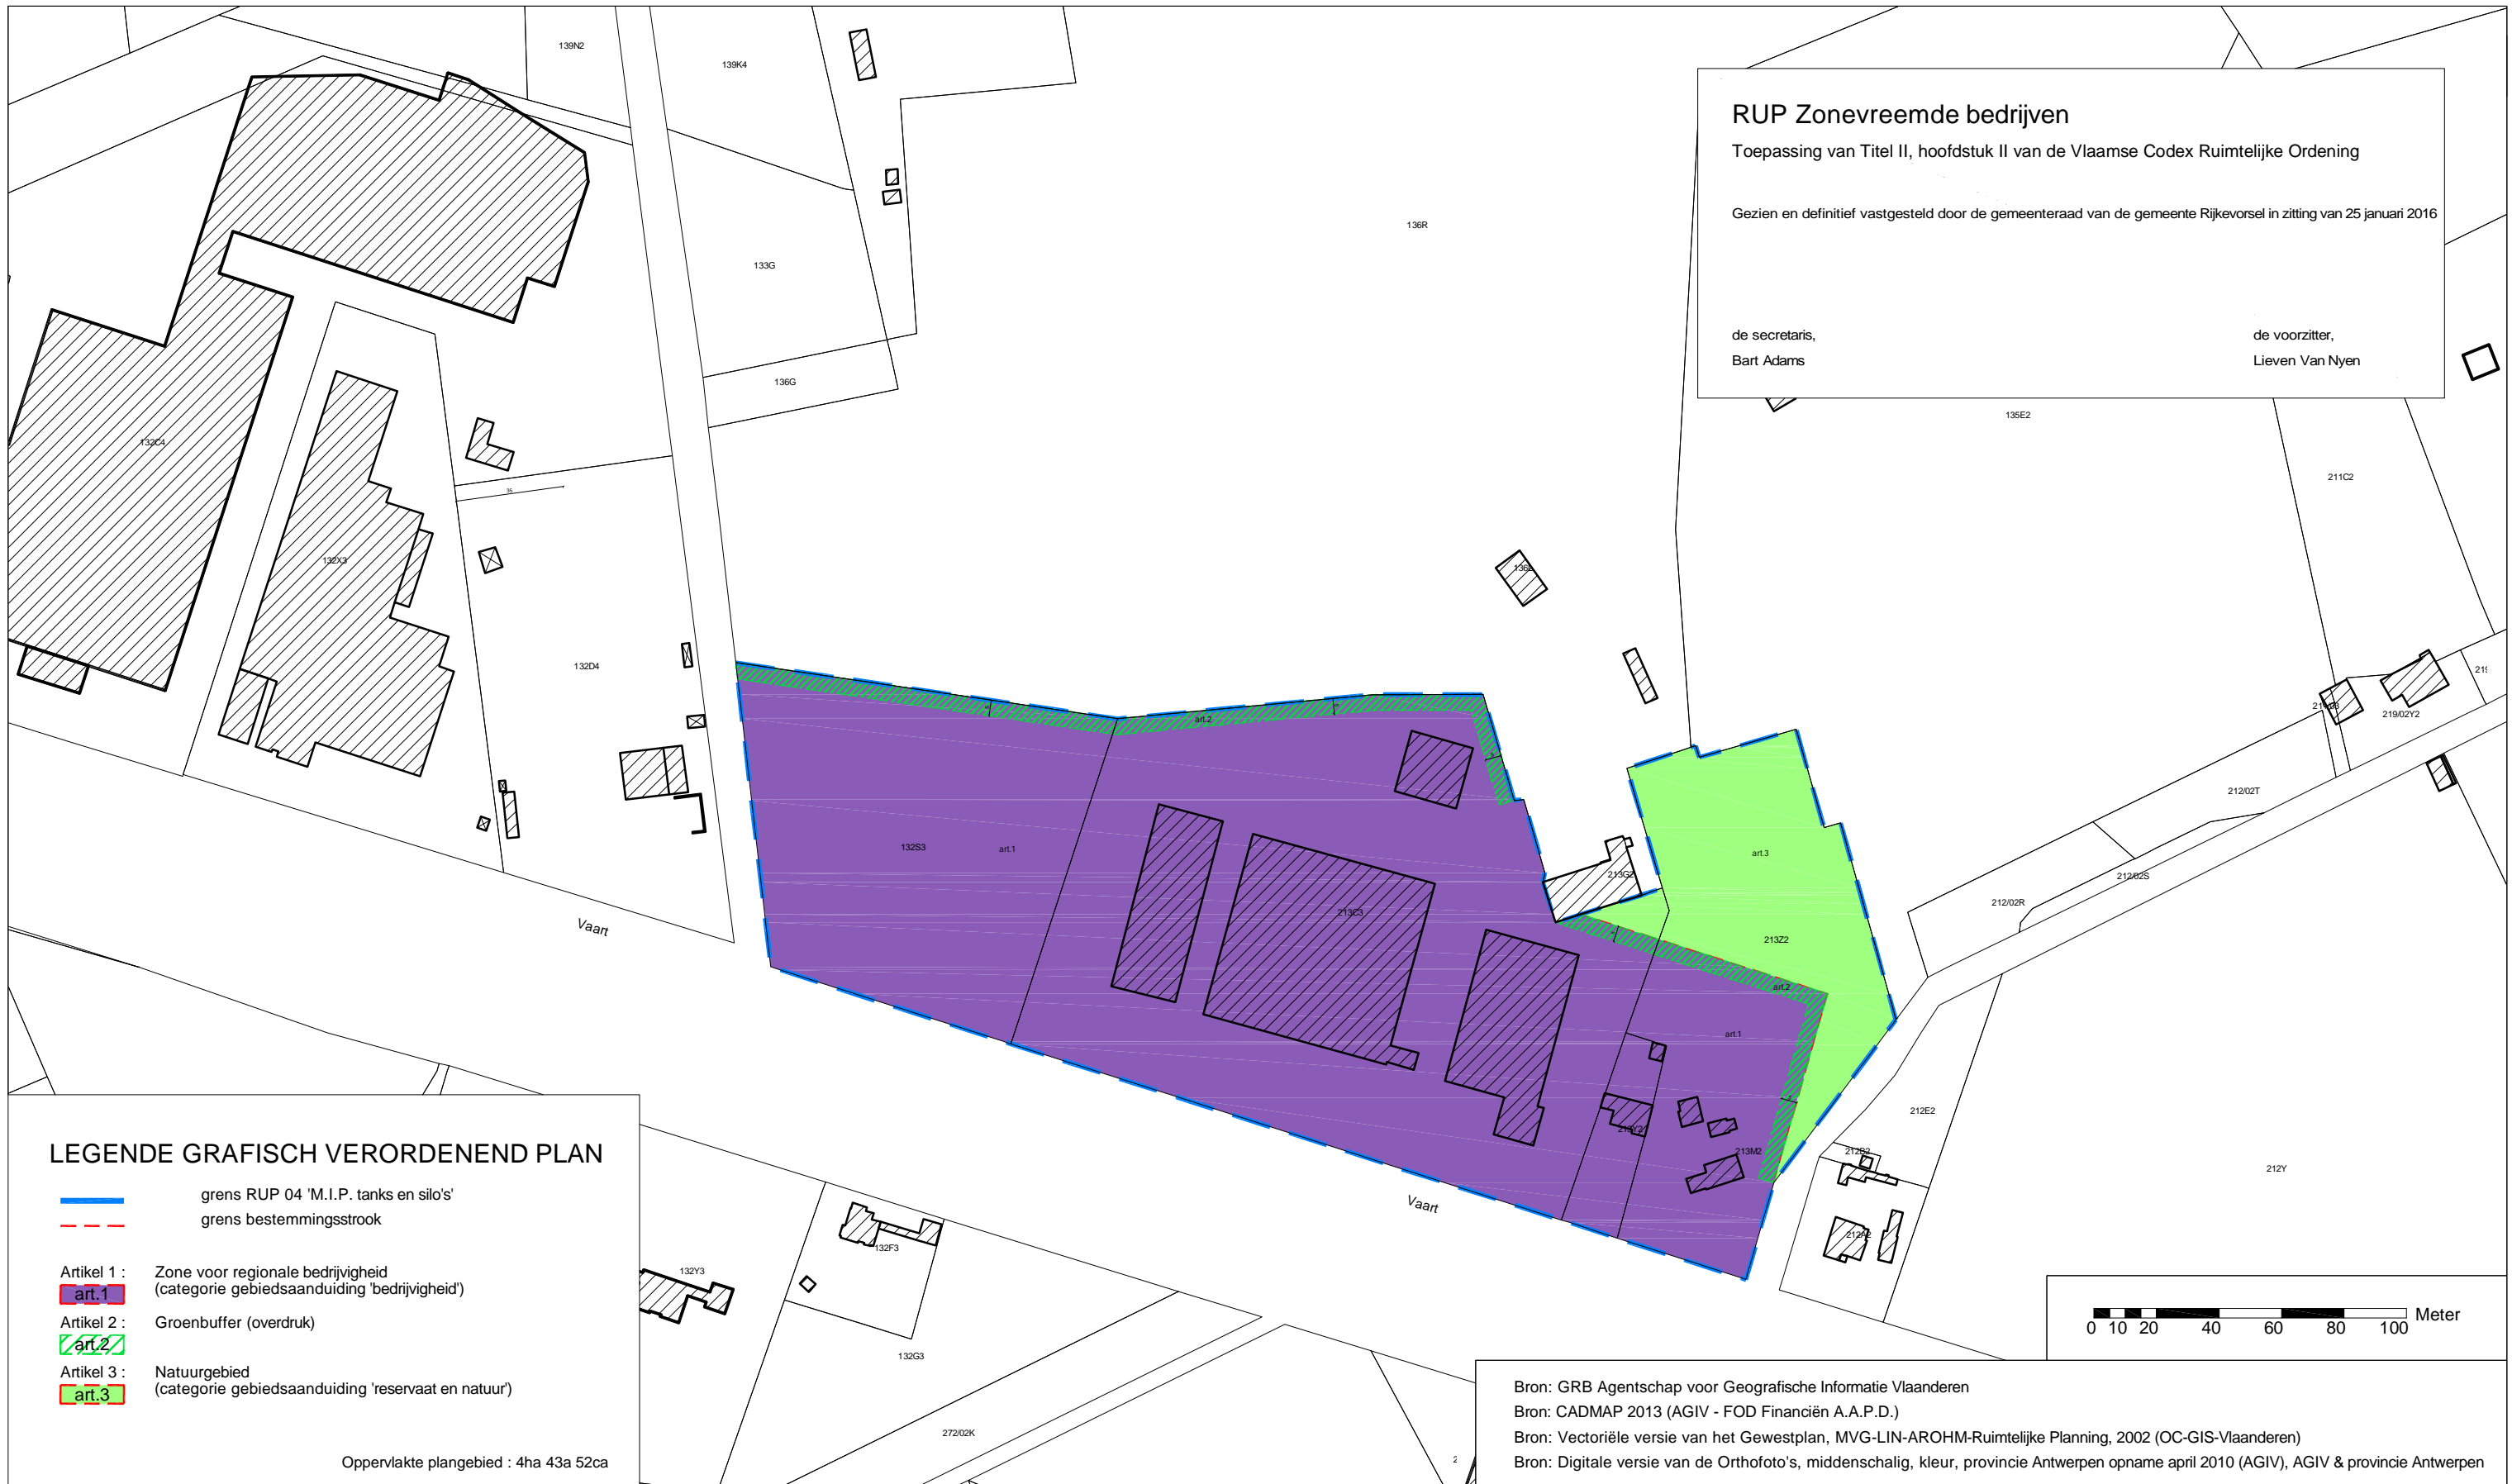 139N2
139K4
RUP Zonevreemde bedrijven
Toepassing van Titel II, hoofdstuk II van de Vlaamse Codex Ruimtelijke Ordening
Gezien en definitief vastgesteld door de gemeenteraad van de gemeente Rijkevorsel in zitting van 25 januari 2016
de secretaris,
de voorzitter,
Bart Adams
Lieven Van Nyen
136R
133G
136G
135E2
132C4
211C2
35
132X3
132D4
219/02Y2
art.2
212/02T
132S3
art.1
art.3
213G2
212/02S
213C3
212/02R
Vaart
213Z2
art.2
art.1
212E2
213Y2
213M2
212B2
212Y
Vaart
212A2
132F3
132Y3
132G3
272/02K
LEGENDE GRAFISCH VERORDENEND PLAN
grens RUP 04 'M.I.P. tanks en silo's'
grens bestemmingsstrook
Artikel 1 : Zone voor regionale bedrijvigheid
art.1 (categorie gebiedsaanduiding 'bedrijvigheid')
Artikel 2 : Groenbuffer (overdruk)
art.2
Artikel 3 : Natuurgebied
art.3 (categorie gebiedsaanduiding 'reservaat en natuur')
Oppervlakte plangebied : 4ha 43a 52ca
0 10 20 40 60 80 100 Meter
Bron: GRB Agentschap voor Geografische Informatie Vlaanderen
Bron: CADMAP 2013 (AGIV - FOD Financiën A.A.P.D.)
Bron: Vectoriële versie van het Gewestplan, MVG-LIN-AROHM-Ruimtelijke Planning, 2002 (OC-GIS-Vlaanderen)
Bron: Digitale versie van de Orthofoto's, middenschalig, kleur, provincie Antwerpen opname april 2010 (AGIV), AGIV & provincie Antwerpen